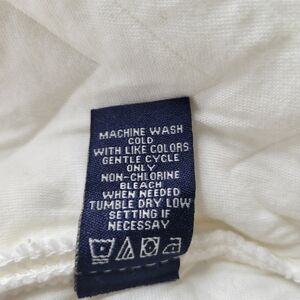 MACHINE WASH
COLD
WITH LIKE COLORS
GENTLE CYCLE
ONLY
NON-CHLORINE
BLEACH
WHEN NEEDED
TUMBLE DRY LOW
SETTING IF
NECESSARY